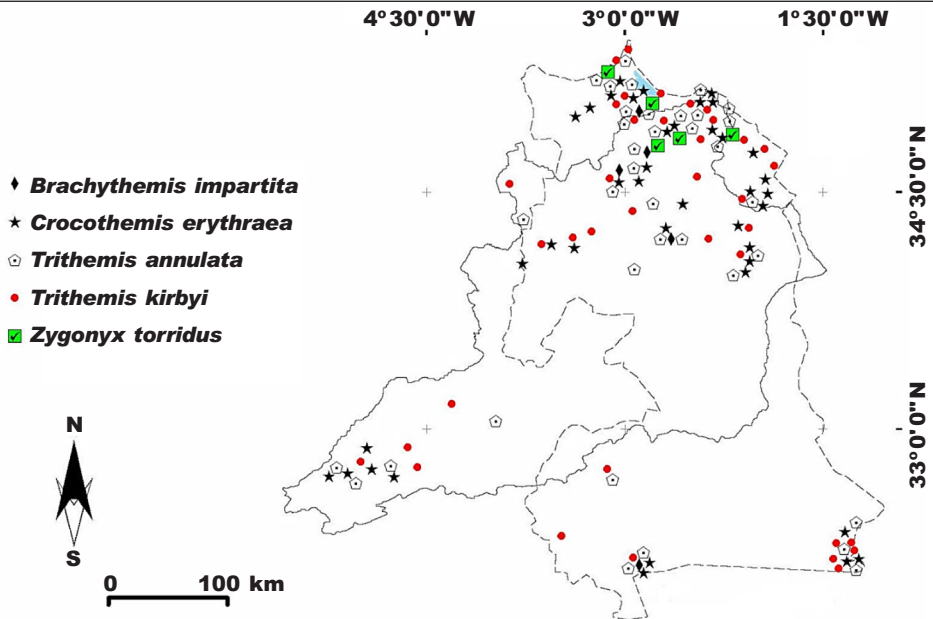 4°30'0"W 3°0'0"W 1°30'0"W
Brachythemis impartita
Crocothemis erythraea
Trithemis annulata
Trithemis kirbyi
Zygonyx torridus
34°30'0"N
33°0'0"N
N
S
0 100 km